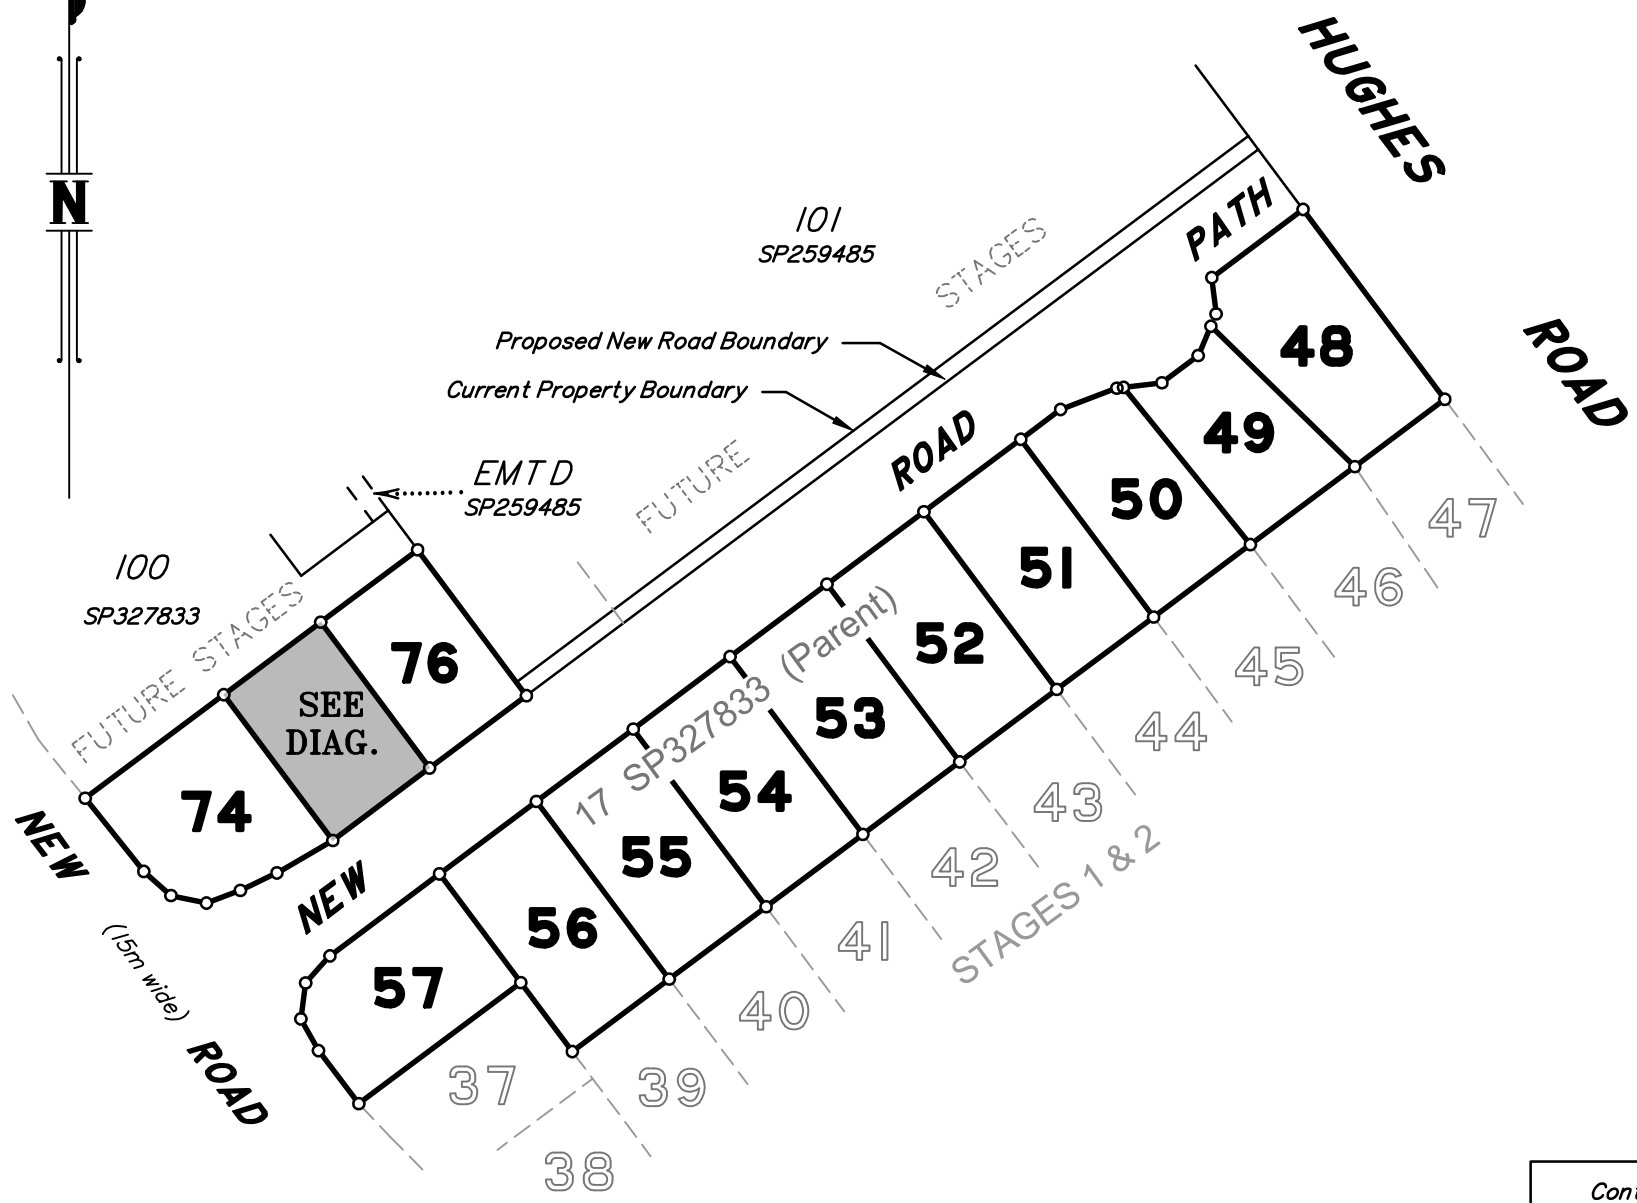 N
HUGHES
ROAD
PATH
101
SP259485
STAGES
Proposed New Road Boundary
Current Property Boundary
FUTURE
ROAD
EMT D
SP259485
100
SP327833
FUTURE STAGES
48
49
50
51
52
53
54
55
56
57
76
SEE
DIAG.
74
17 SP327833 (Parent)
NEW
NEW
(15m wide)
ROAD
47
46
45
44
43
42
41
40
39
37
38
STAGES 1 & 2